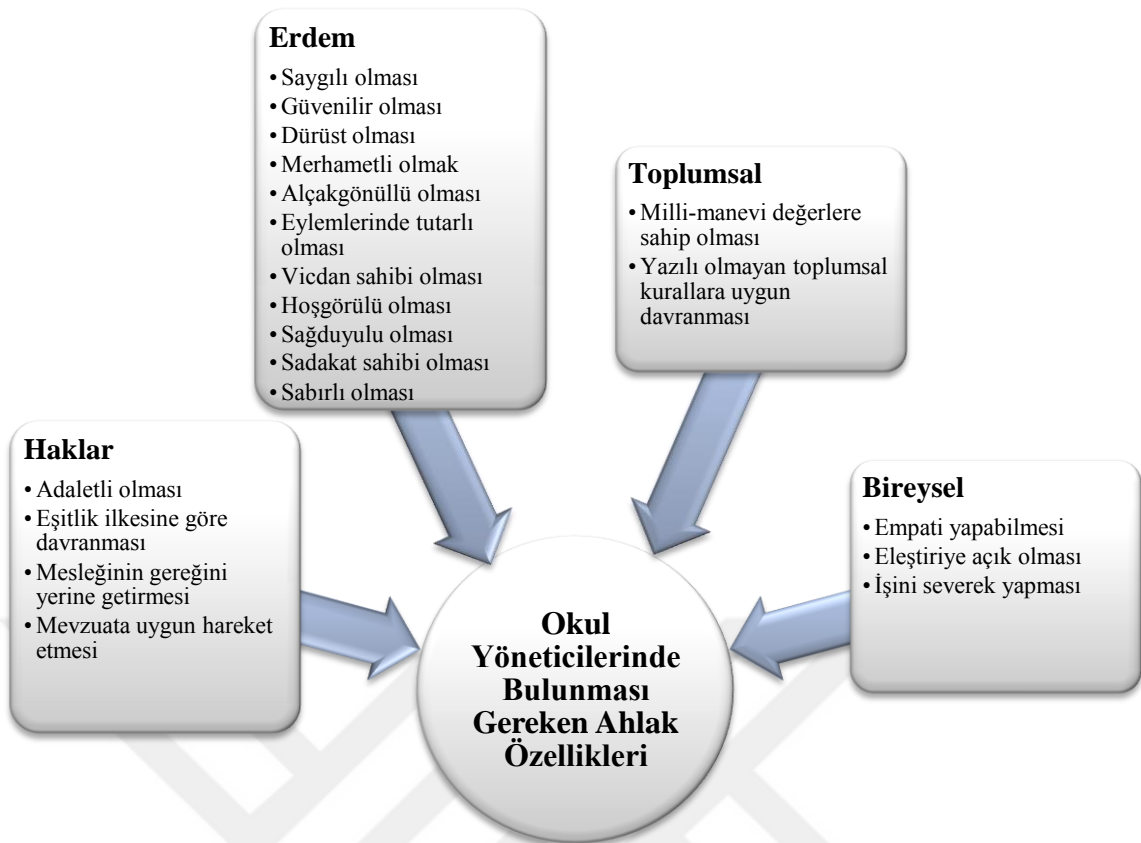 Erdem
• Saygılı olması
• Güvenilir olması
• Dürüst olması
• Merhametli olmak
• Alçakgönüllü olması
• Eylemlerinde tutarlı
olması
• Vicdan sahibi olması
• Hoşgörülü olması
• Sağduyulu olması
• Sadakat sahibi olması
• Sabırlı olması
Toplumsal
• Milli-manevi değerlere
sahip olması
• Yazılı olmayan toplumsal
kurallara uygun
davranması
Haklar
• Adaletli olması
• Eşitlik ilkesine göre
davranması
• Mesleğinin gereğini
yerine getirmesi
• Mevzuata uygun hareket
etmesi
Bireysel
• Empati yapabilmesi
• Eleştiriye açık olması
• İşini severek yapması
Okul
Yöneticilerinde
Bulunması
Gereken Ahlak
Özellikleri